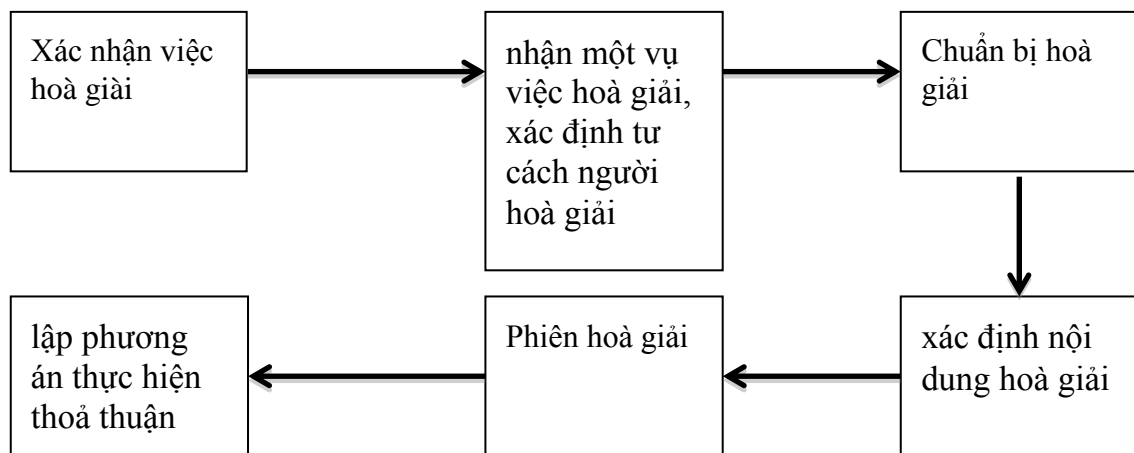 Xác nhận việc
hoà giài
nhận một vụ
việc hoà giải,
xác định tư
cách người
hoà giải
Chuẩn bị hoà
giải
xác định nội
dung hoà giải
Phiên hoà giải
lập phương
án thực hiện
thoả thuận